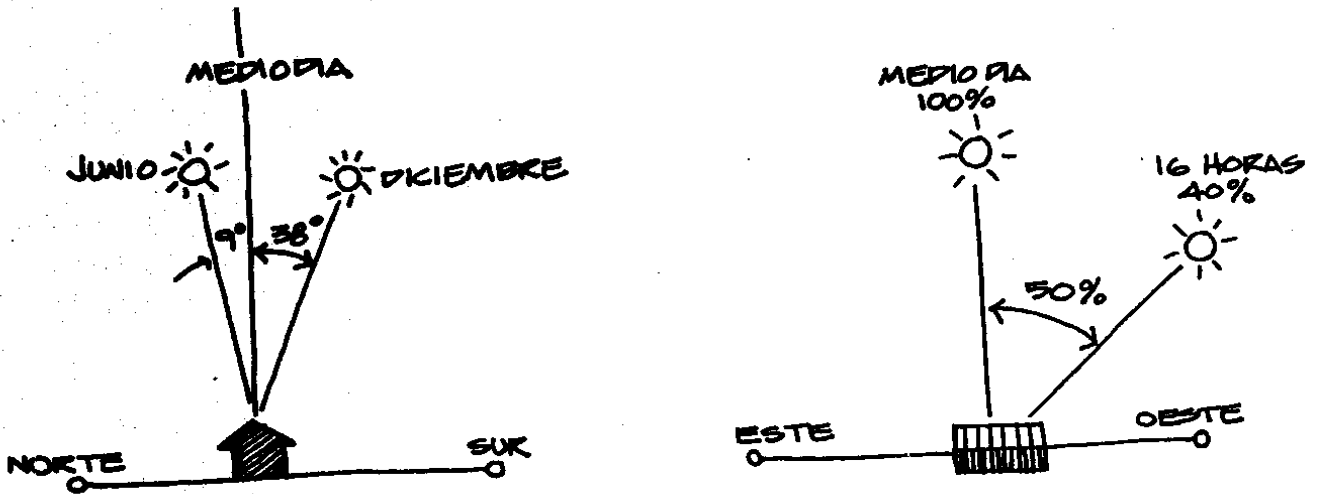 MEDIODIA
JUNIO
DICIEMBRE
9°
38°
NORTE
SUR
MEDIO DIA
100%
16 HORAS
40%
50%
ESTE
OESTE